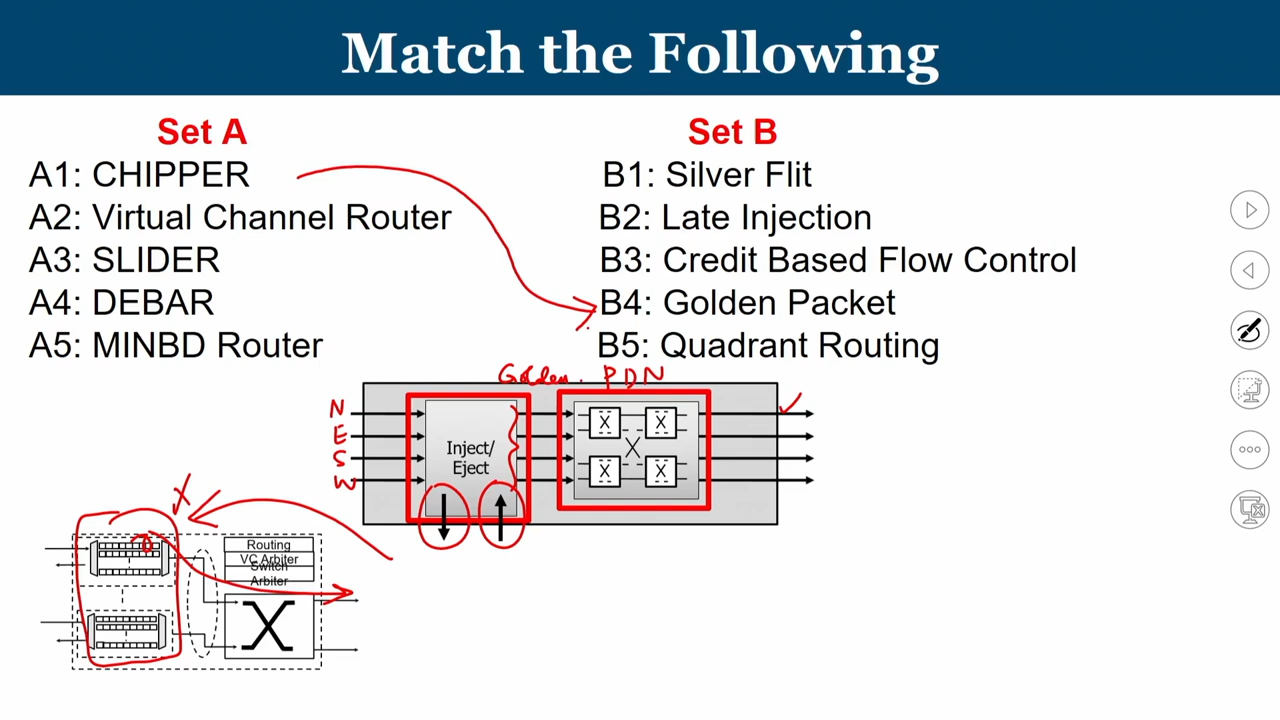 Match the Following
Set A
A1: CHIPPER
A2: Virtual Channel Router
A3: SLIDER
A4: DEBAR
A5: MINBD Router
Set B
B1: Silver Flit
B2: Late Injection
B3: Credit Based Flow Control
B4: Golden Packet
B5: Quadrant Routing
Golden. PDN
N
E
S
W
Inject/
Eject
X X
X
X X
X
Routing
VC Arbiter
Switch
Arbiter